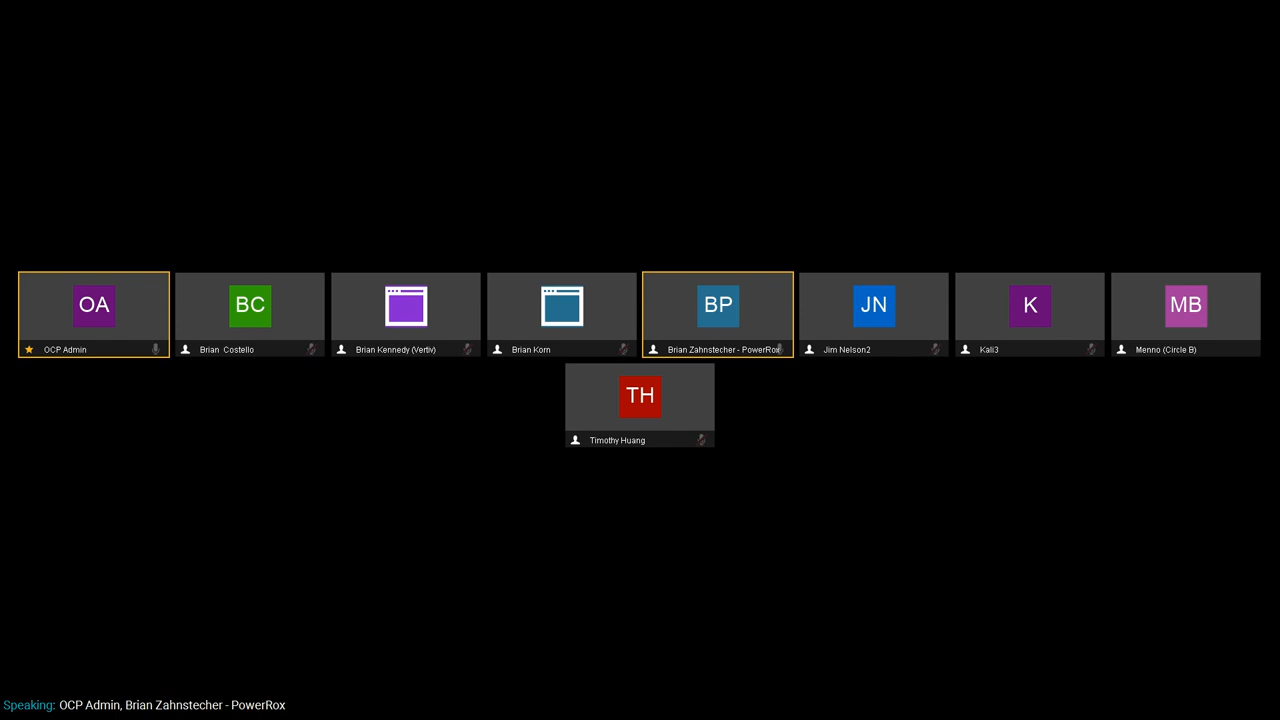 OA
OCP Admin
BC
Brian Costello
Brian Kennedy (Vertiv)
Brian Korn
BP
Brian Zahnstecher - PowerRox
JN
Jim Nelson2
K
Kali3
MB
Menno (Circle B)
TH
Timothy Huang
Speaking: OCP Admin, Brian Zahnstecher - PowerRox